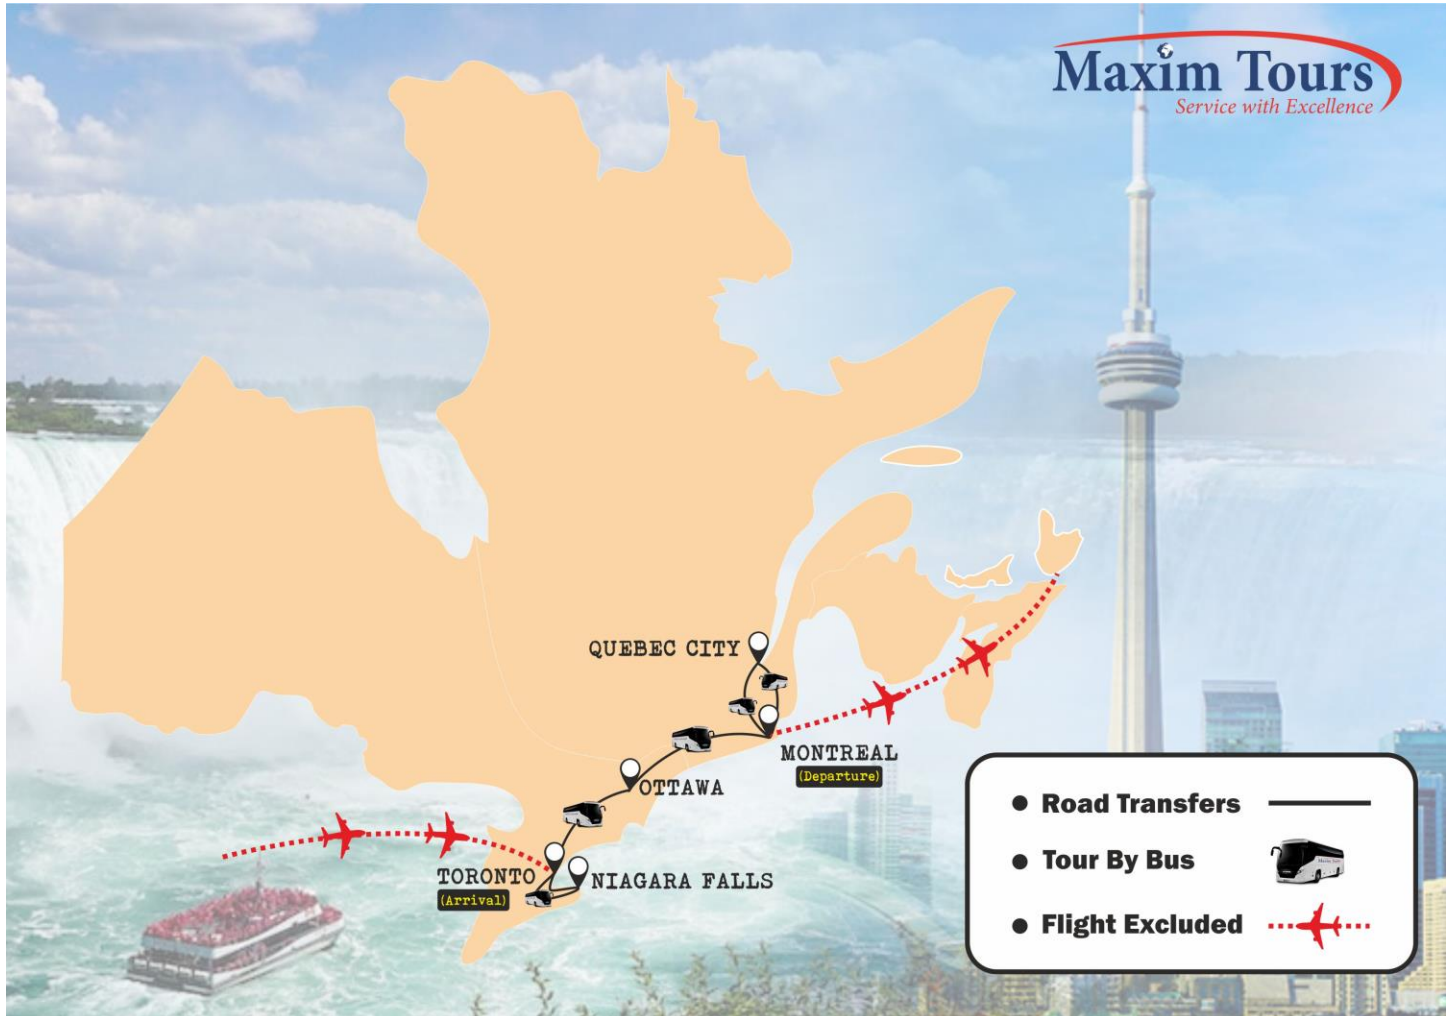 Maxim Tours
Service with Excellence
QUEBEC CITY
MONTREAL
(Departure)
OTTAWA
TORONTO
(Arrival)
NIAGARA FALLS
● Road Transfers
● Tour By Bus
● Flight Excluded